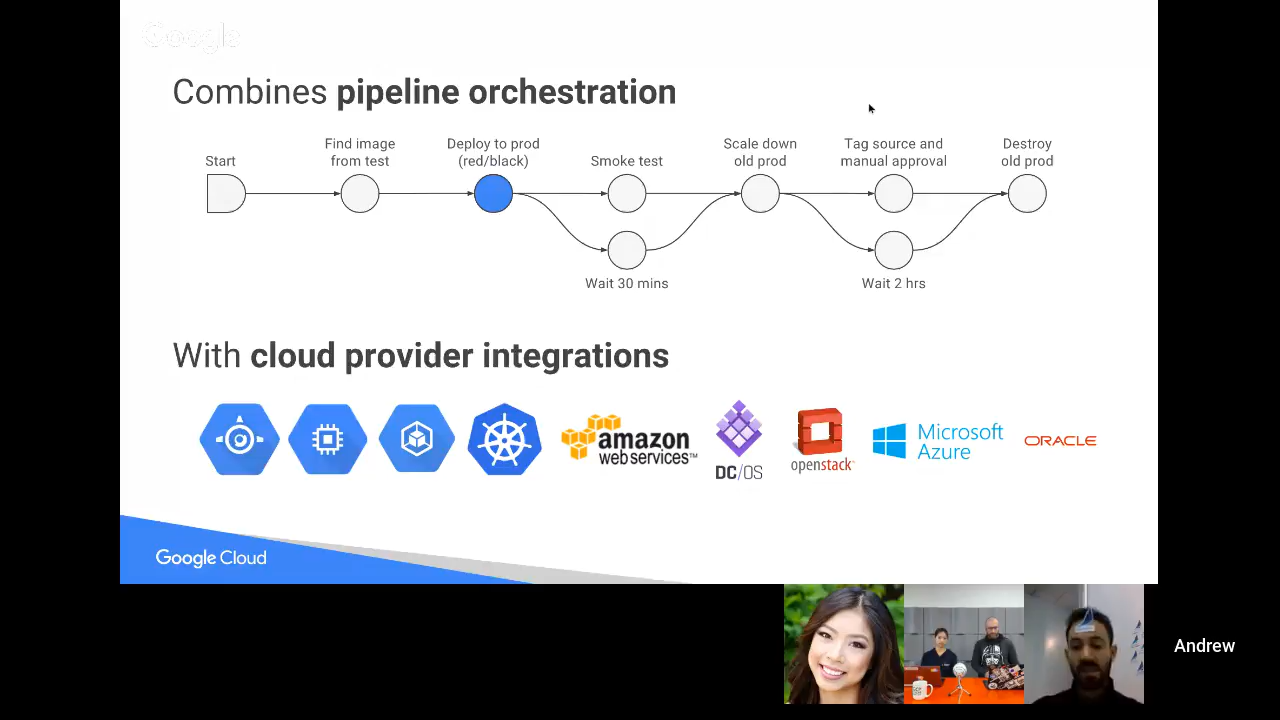 Google
Combines pipeline orchestration
Start
Find image
from test
Deploy to prod
(red/black)
Smoke test
Wait 30 mins
Scale down
old prod
Tag source and
manual approval
Wait 2 hrs
Destroy
old prod
With cloud provider integrations
amazon
web services™
DC/OS
openstack
Microsoft
Azure
ORACLE
Google Cloud
Andrew